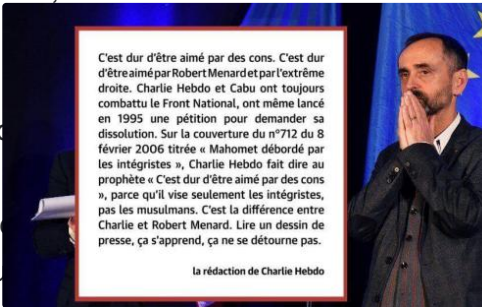 C'est dur d'être aimé par des cons. C'est dur
d'être aimé par Robert Menard et par l'extrême
droite. Charlie Hebdo et Cabu ont toujours
combattu le Front National, ont même lancé
en 1995 une pétition pour demander sa
dissolution. Sur la couverture du n°712 du 8
février 2006 titrée « Mahomet débordé par
les intégristes », Charlie Hebdo fait dire au
prophète « C'est dur d'être aimé par des cons
», parce qu'il vise seulement les intégristes,
pas les musulmans. C'est la différence entre
Charlie et Robert Menard. Lire un dessin de
presse, ça s'apprend, ça ne se détourne pas.
la rédaction de Charlie Hebdo